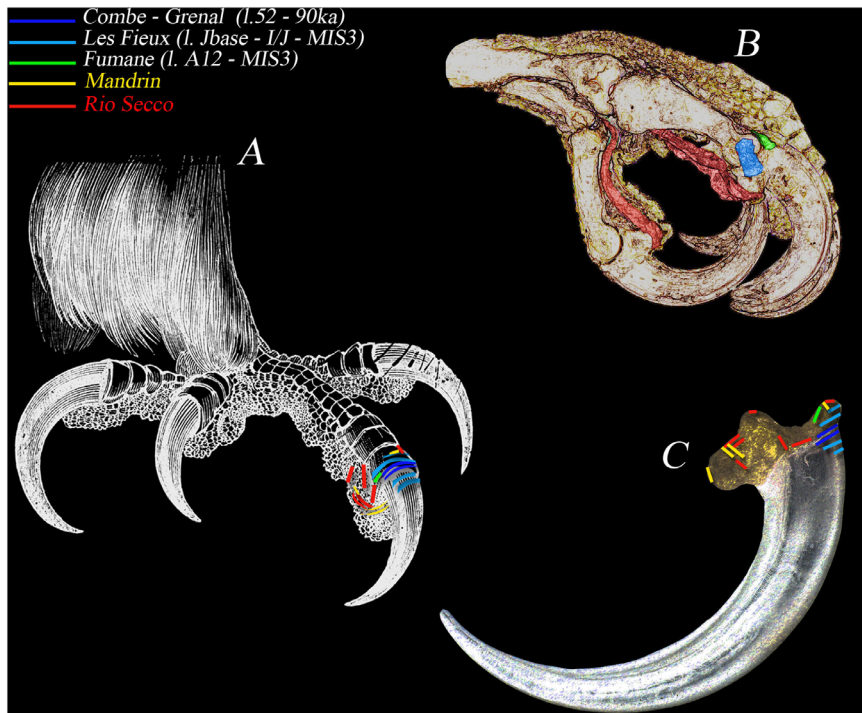 Combe - Grenal (l.52 - 90ka)
Les Fieux (l. Jbase - I/J - MIS3)
Fumane (l. A12 - MIS3)
Mandrin
Rio Secco
A
B
C